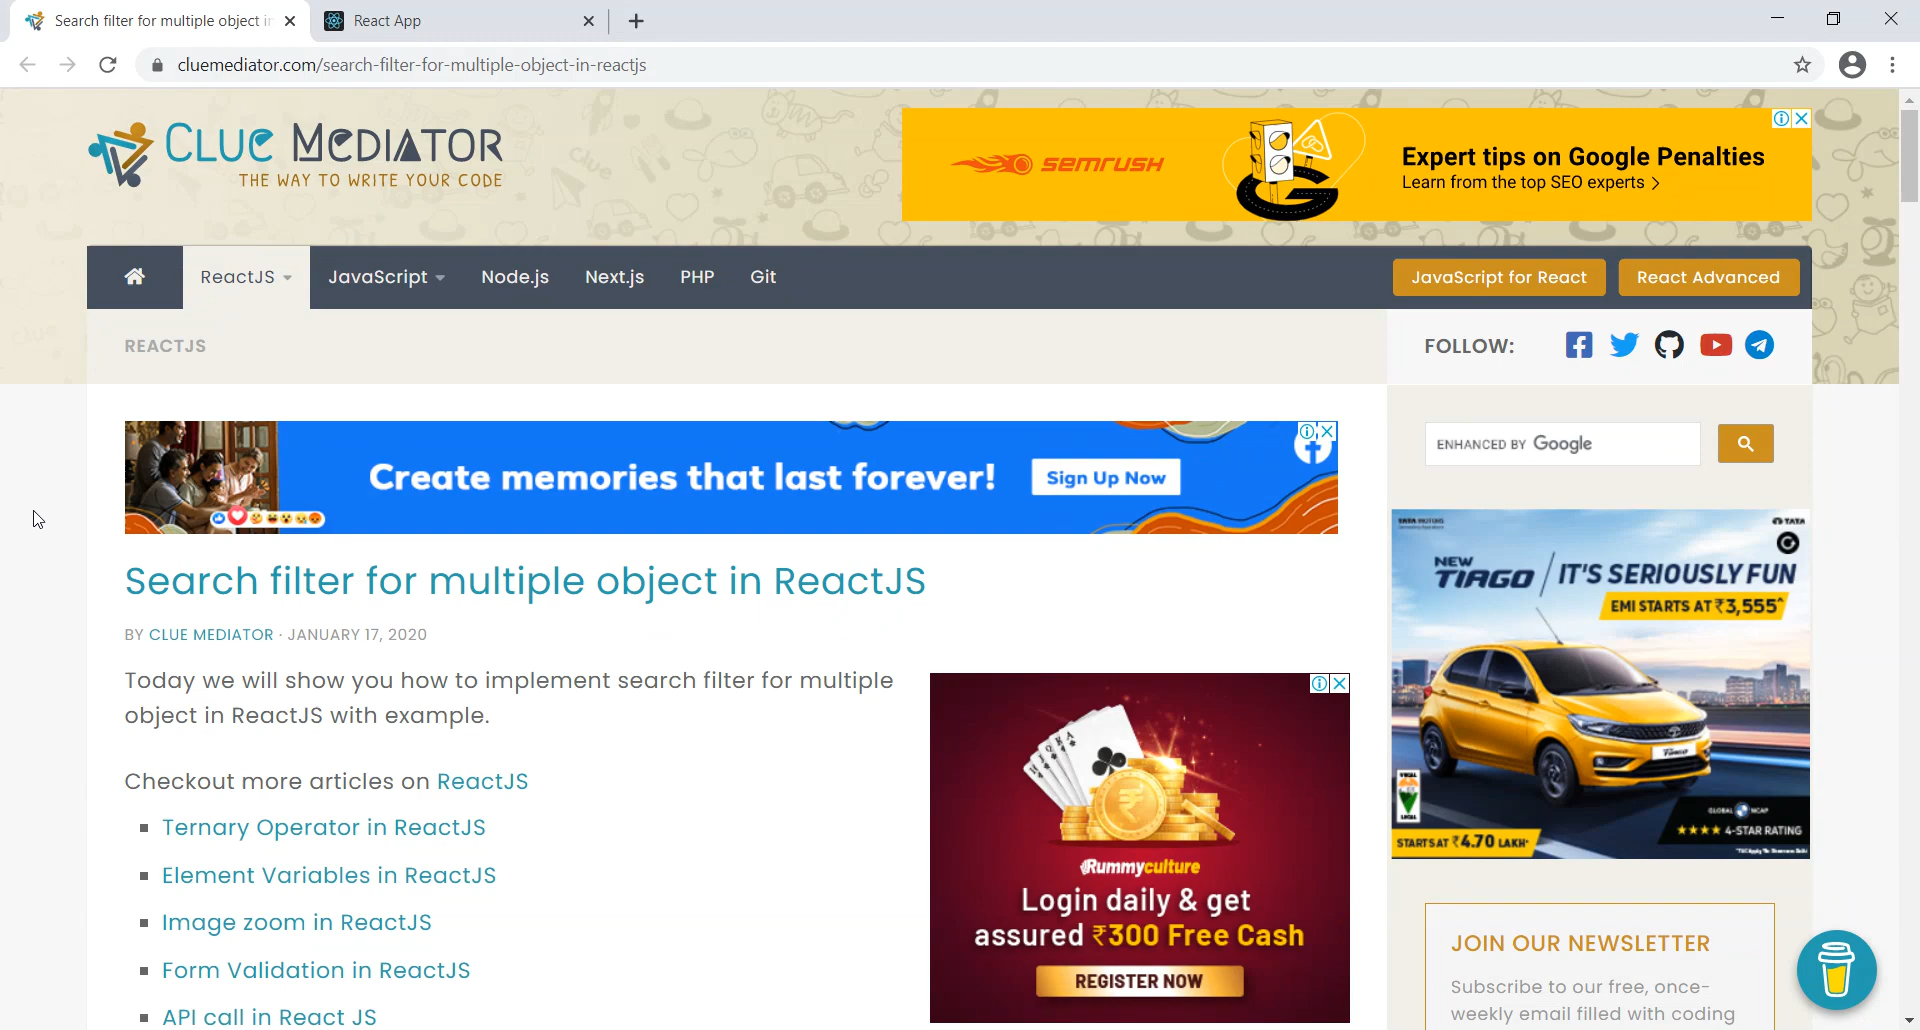 Search filter for multiple object in
React App
cluemediator.com/search-filter-for-multiple-object-in-reactjs
CLUE MEDIATOR
THE WAY TO WRITE YOUR CODE
semrush
Expert tips on Google Penalties
Learn from the top SEO experts >
ReactJS
JavaScript
Node.js
Next.js
PHP
Git
JavaScript for React
React Advanced
REACTJS
FOLLOW:
Create memories that last forever!
Sign Up Now
ENHANCED BY Google
Search filter for multiple object in ReactJS
BY CLUE MEDIATOR · JANUARY 17, 2020
Today we will show you how to implement search filter for multiple
object in ReactJS with example.
Checkout more articles on ReactJS
Ternary Operator in ReactJS
Element Variables in ReactJS
Image zoom in ReactJS
Form Validation in ReactJS
API call in React JS
Rummyculture
Login daily & get
assured ₹300 Free Cash
REGISTER NOW
TATA MOTORS
TATA
NEW
TIAGO
IT'S SERIOUSLY FUN
EMI STARTS AT ₹3,555^
TIAGO
VOCAL
LOCAL
GLOBAL NCAP
★★★★ 4-STAR RATING
STARTS AT ₹4.70 LAKH*
JOIN OUR NEWSLETTER
Subscribe to our free, once-
weekly email filled with coding